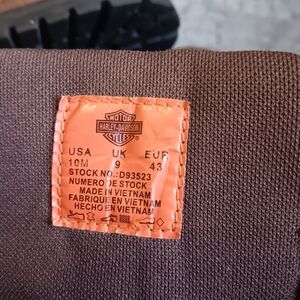 MOTOR
HARLEY-DAVIDSON
CYCLES
USA UK EUR
10M 9 43
STOCK NO.:D93523
NUMERO DE STOCK
MADE IN VIETNAM
FABRIQUE EN VIETNAM
HECHO EN VIETNAM